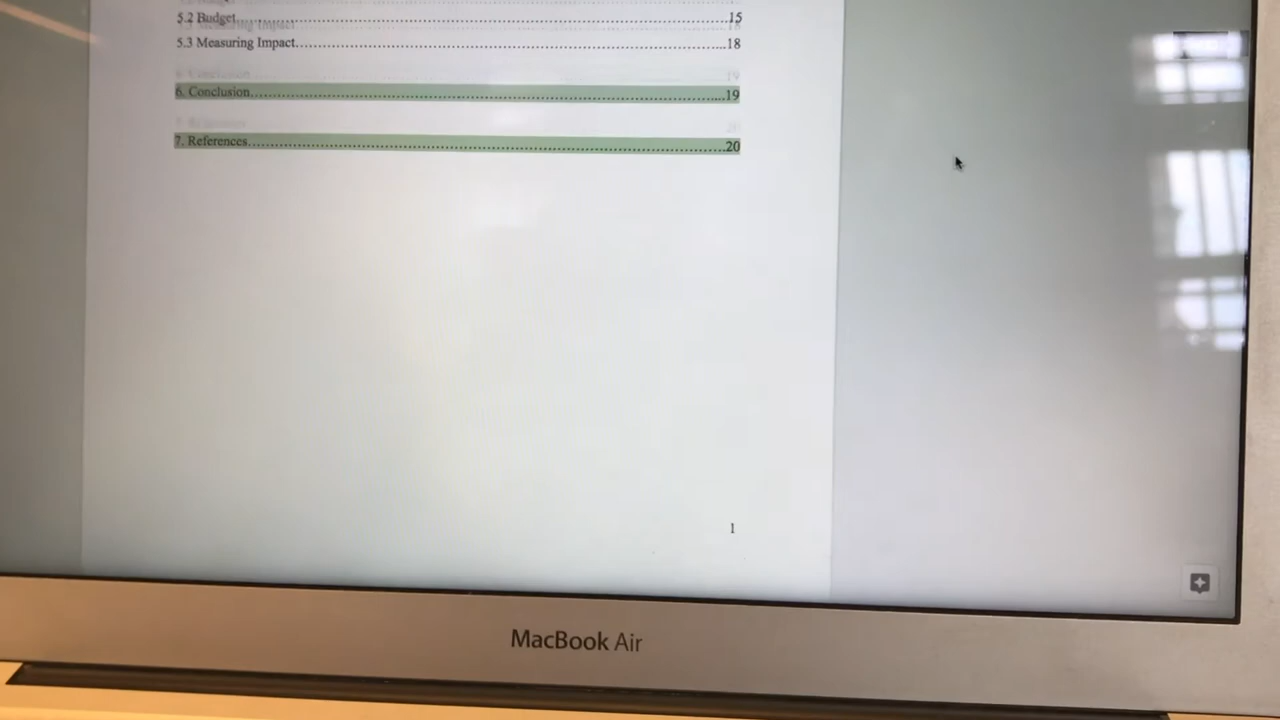 5.2 Budget........................15
5.3 Measuring Impact........................18
6. Conclusion........................19
7. References........................20
1
MacBook Air